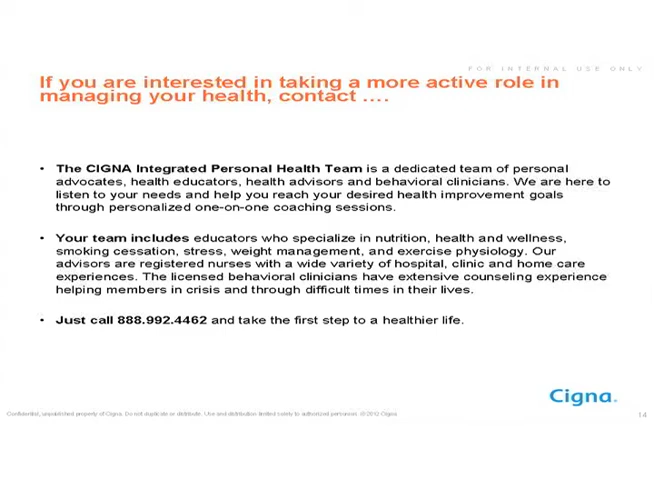 FOR INTERNAL USE ONLY
If you are interested in taking a more active role in
managing your health, contact ….
• The CIGNA Integrated Personal Health Team is a dedicated team of personal
advocates, health educators, health advisors and behavioral clinicians. We are here to
listen to your needs and help you reach your desired health improvement goals
through personalized one-on-one coaching sessions.
• Your team includes educators who specialize in nutrition, health and wellness,
smoking cessation, stress, weight management, and exercise physiology. Our
advisors are registered nurses with a wide variety of hospital, clinic and home care
experiences. The licensed behavioral clinicians have extensive counseling experience
helping members in crisis and through difficult times in their lives.
• Just call 888.992.4462 and take the first step to a healthier life.
Cigna.
Confidential, unpublished property of Cigna. Do not duplicate or distribute. Use and distribution limited solely to authorized personnel. © 2012 Cigna
14